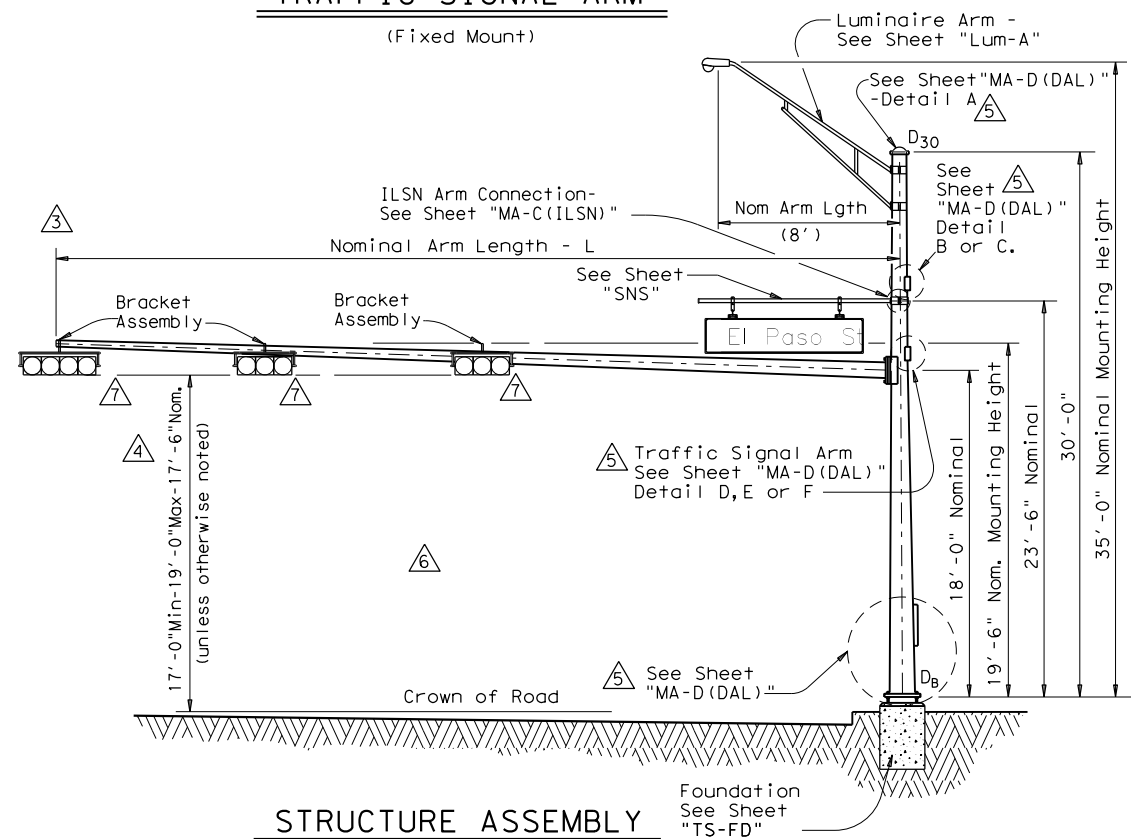 TRAFFIC SIGNAL ARM
(Fixed Mount)
Luminaire Arm -
See Sheet "Lum-A"
See Sheet"MA-D(DAL)"
-Detail A 5
D30
See
Sheet 5
"MA-D(DAL)"
Detail
B or C.
ILSN Arm Connection-
See Sheet "MA-C(ILSN)"
Nom Arm Lgth
(8')
3
Nominal Arm Length - L
See Sheet
"SNS"
Bracket
Assembly
Bracket
Assembly
El Paso St
7
7
7
4
17'-0"Min-19'-0"Max-17'-6"Nom.
(unless otherwise noted)
5 Traffic Signal Arm
See Sheet "MA-D(DAL)"
Detail D,E or F
6
18'-0" Nominal
19'-6" Nom. Mounting Height
23'-6" Nominal
30'-0"
35'-0" Nominal Mounting Height
5 See Sheet
"MA-D(DAL)"
DB
Crown of Road
Foundation
See Sheet
"TS-FD"
STRUCTURE ASSEMBLY